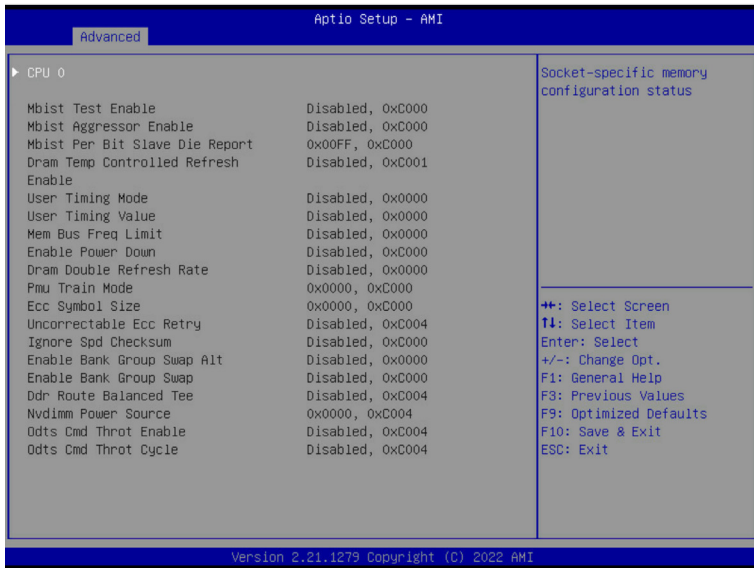 Aptio Setup - AMI
Advanced
CPU 0
Socket-specific memory
configuration status
Mbist Test Enable Disabled, 0xC000
Mbist Aggressor Enable Disabled, 0xC000
Mbist Per Bit Slave Die Report 0x00FF, 0xC000
Dram Temp Controlled Refresh Disabled, 0xC001
Enable
User Timing Mode Disabled, 0x0000
User Timing Value Disabled, 0x0000
Mem Bus Freq Limit Disabled, 0x0000
Enable Power Down Disabled, 0xC000
Dram Double Refresh Rate Disabled, 0x0000
Pmu Train Mode 0x0000, 0xC000
Ecc Symbol Size 0x0000, 0xC000
Uncorrectable Ecc Retry Disabled, 0xC004
Ignore Spd Checksum Disabled, 0xC000
Enable Bank Group Swap Alt Disabled, 0x0000
Enable Bank Group Swap Disabled, 0xC000
Ddr Route Balanced Tee Disabled, 0xC004
Nvdimm Power Source 0x0000, 0xC004
Odts Cmd Throt Enable Disabled, 0xC004
Odts Cmd Throt Cycle Disabled, 0xC004
→←: Select Screen
↑↓: Select Item
Enter: Select
+/-: Change Opt.
F1: General Help
F3: Previous Values
F9: Optimized Defaults
F10: Save & Exit
ESC: Exit
Version 2.21.1279 Copyright (C) 2022 AMI